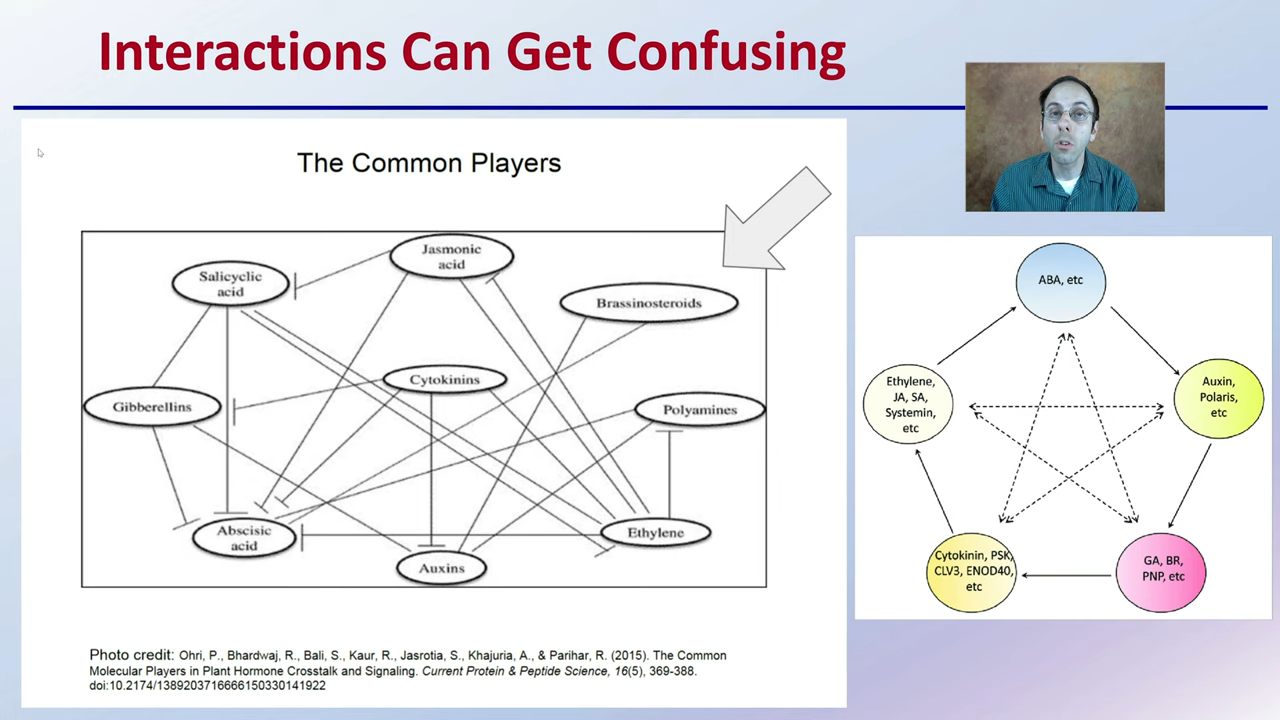 Interactions Can Get Confusing
The Common Players
Jasmonic
acid
Salicyclic
acid
Brassinosteroids
Cytokinins
Gibberellins
Polyamines
Abscisic
acid
Ethylene
Auxins
Photo credit: Ohri, P., Bhardwaj, R., Bali, S., Kaur, R., Jasrotia, S., Khajuria, A., & Parihar, R. (2015). The Common
Molecular Players in Plant Hormone Crosstalk and Signaling. Current Protein & Peptide Science, 16(5), 369-388.
doi:10.2174/1389203716666150330141922
ABA, etc
Ethylene,
JA, SA,
Systemin,
etc
Auxin,
Polaris,
etc
Cytokinin, PSK,
CLV3, ENOD40,
etc
GA, BR,
PNP, etc